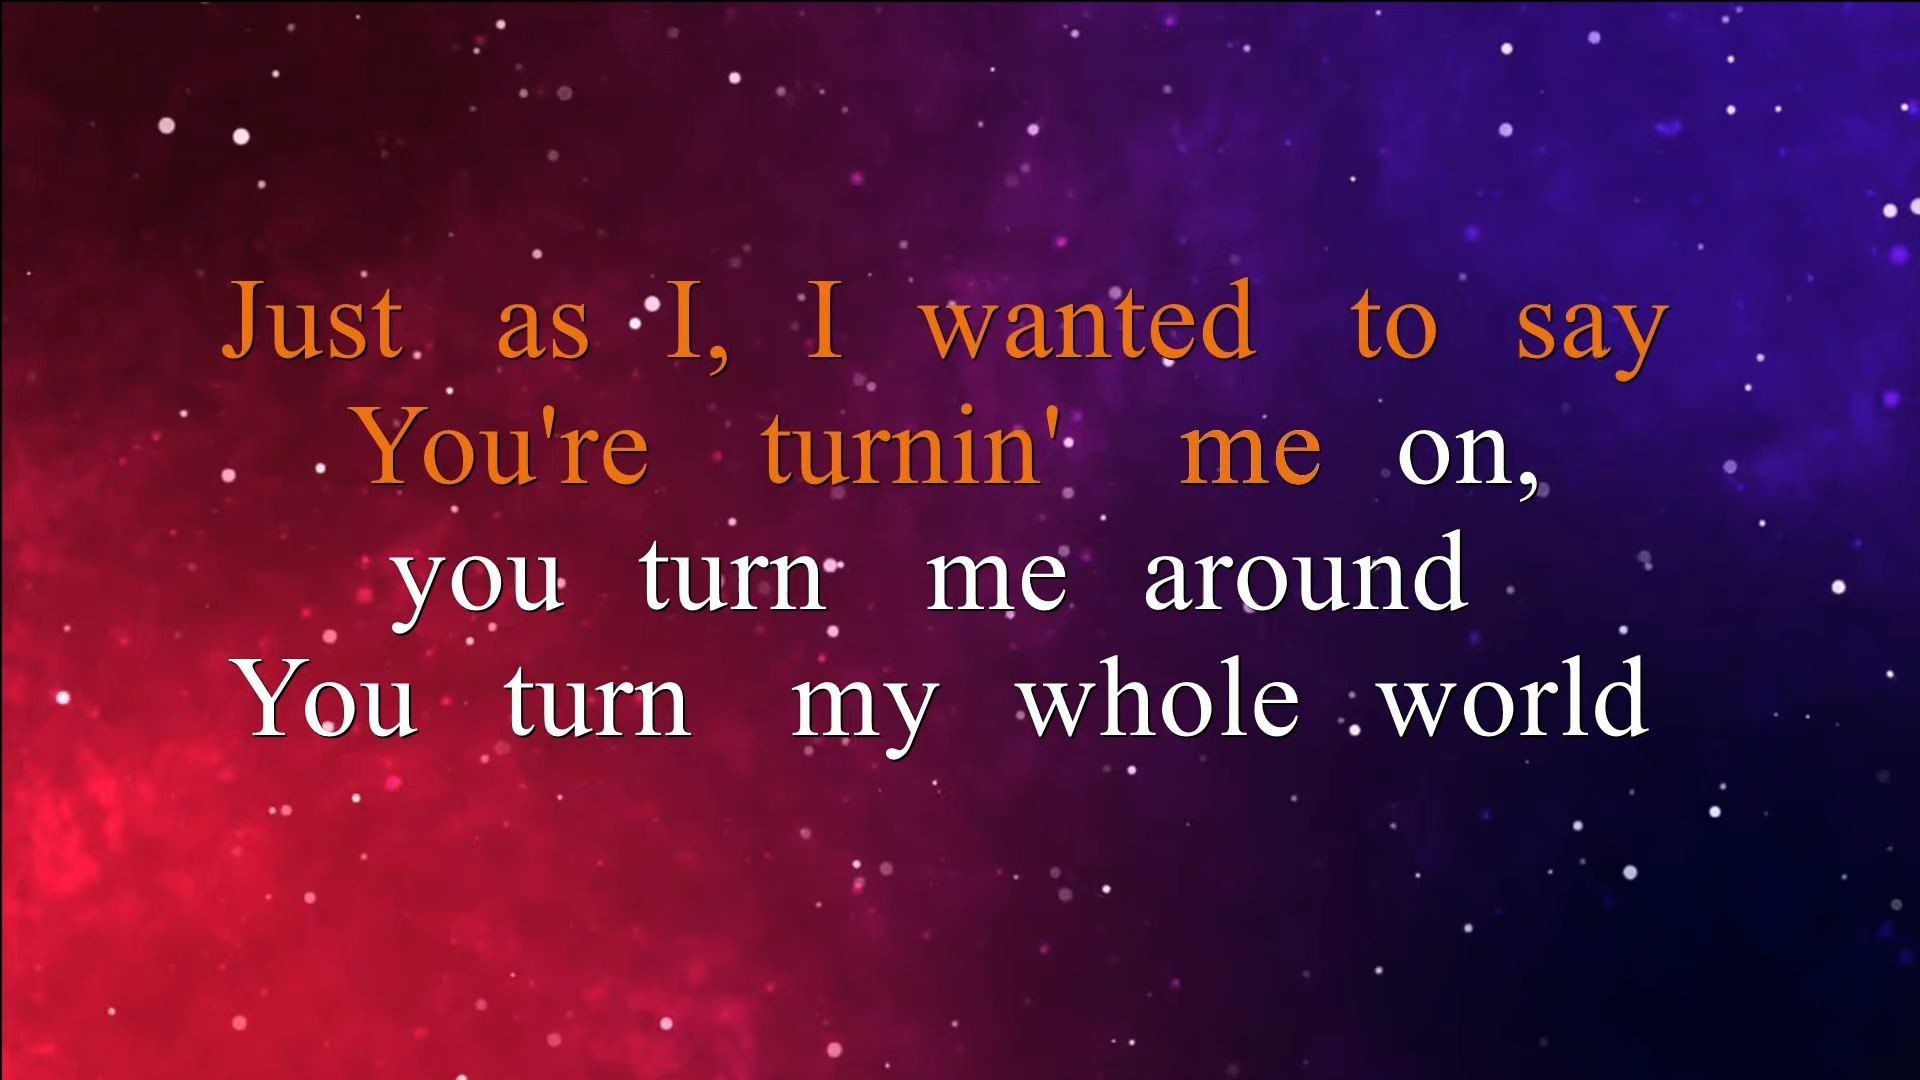 Just as I, I wanted to say
You're turnin' me on,
you turn me around
You turn my whole world